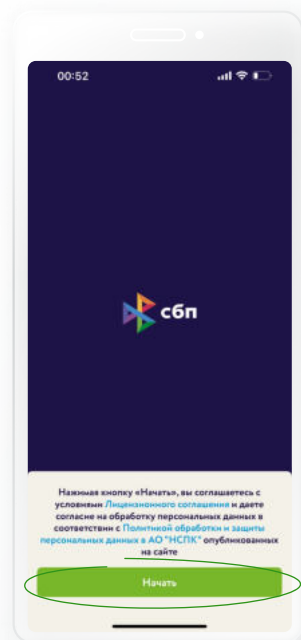 00:52
сбп
Нажимая кнопку «Начать», вы соглашаетесь с
условиями Лицензионного соглашения и даете
согласие на обработку персональных данных в
соответствии с Политикой обработки и защиты
персональных данных в АО "НСПК" опубликованных
на сайте
Начать